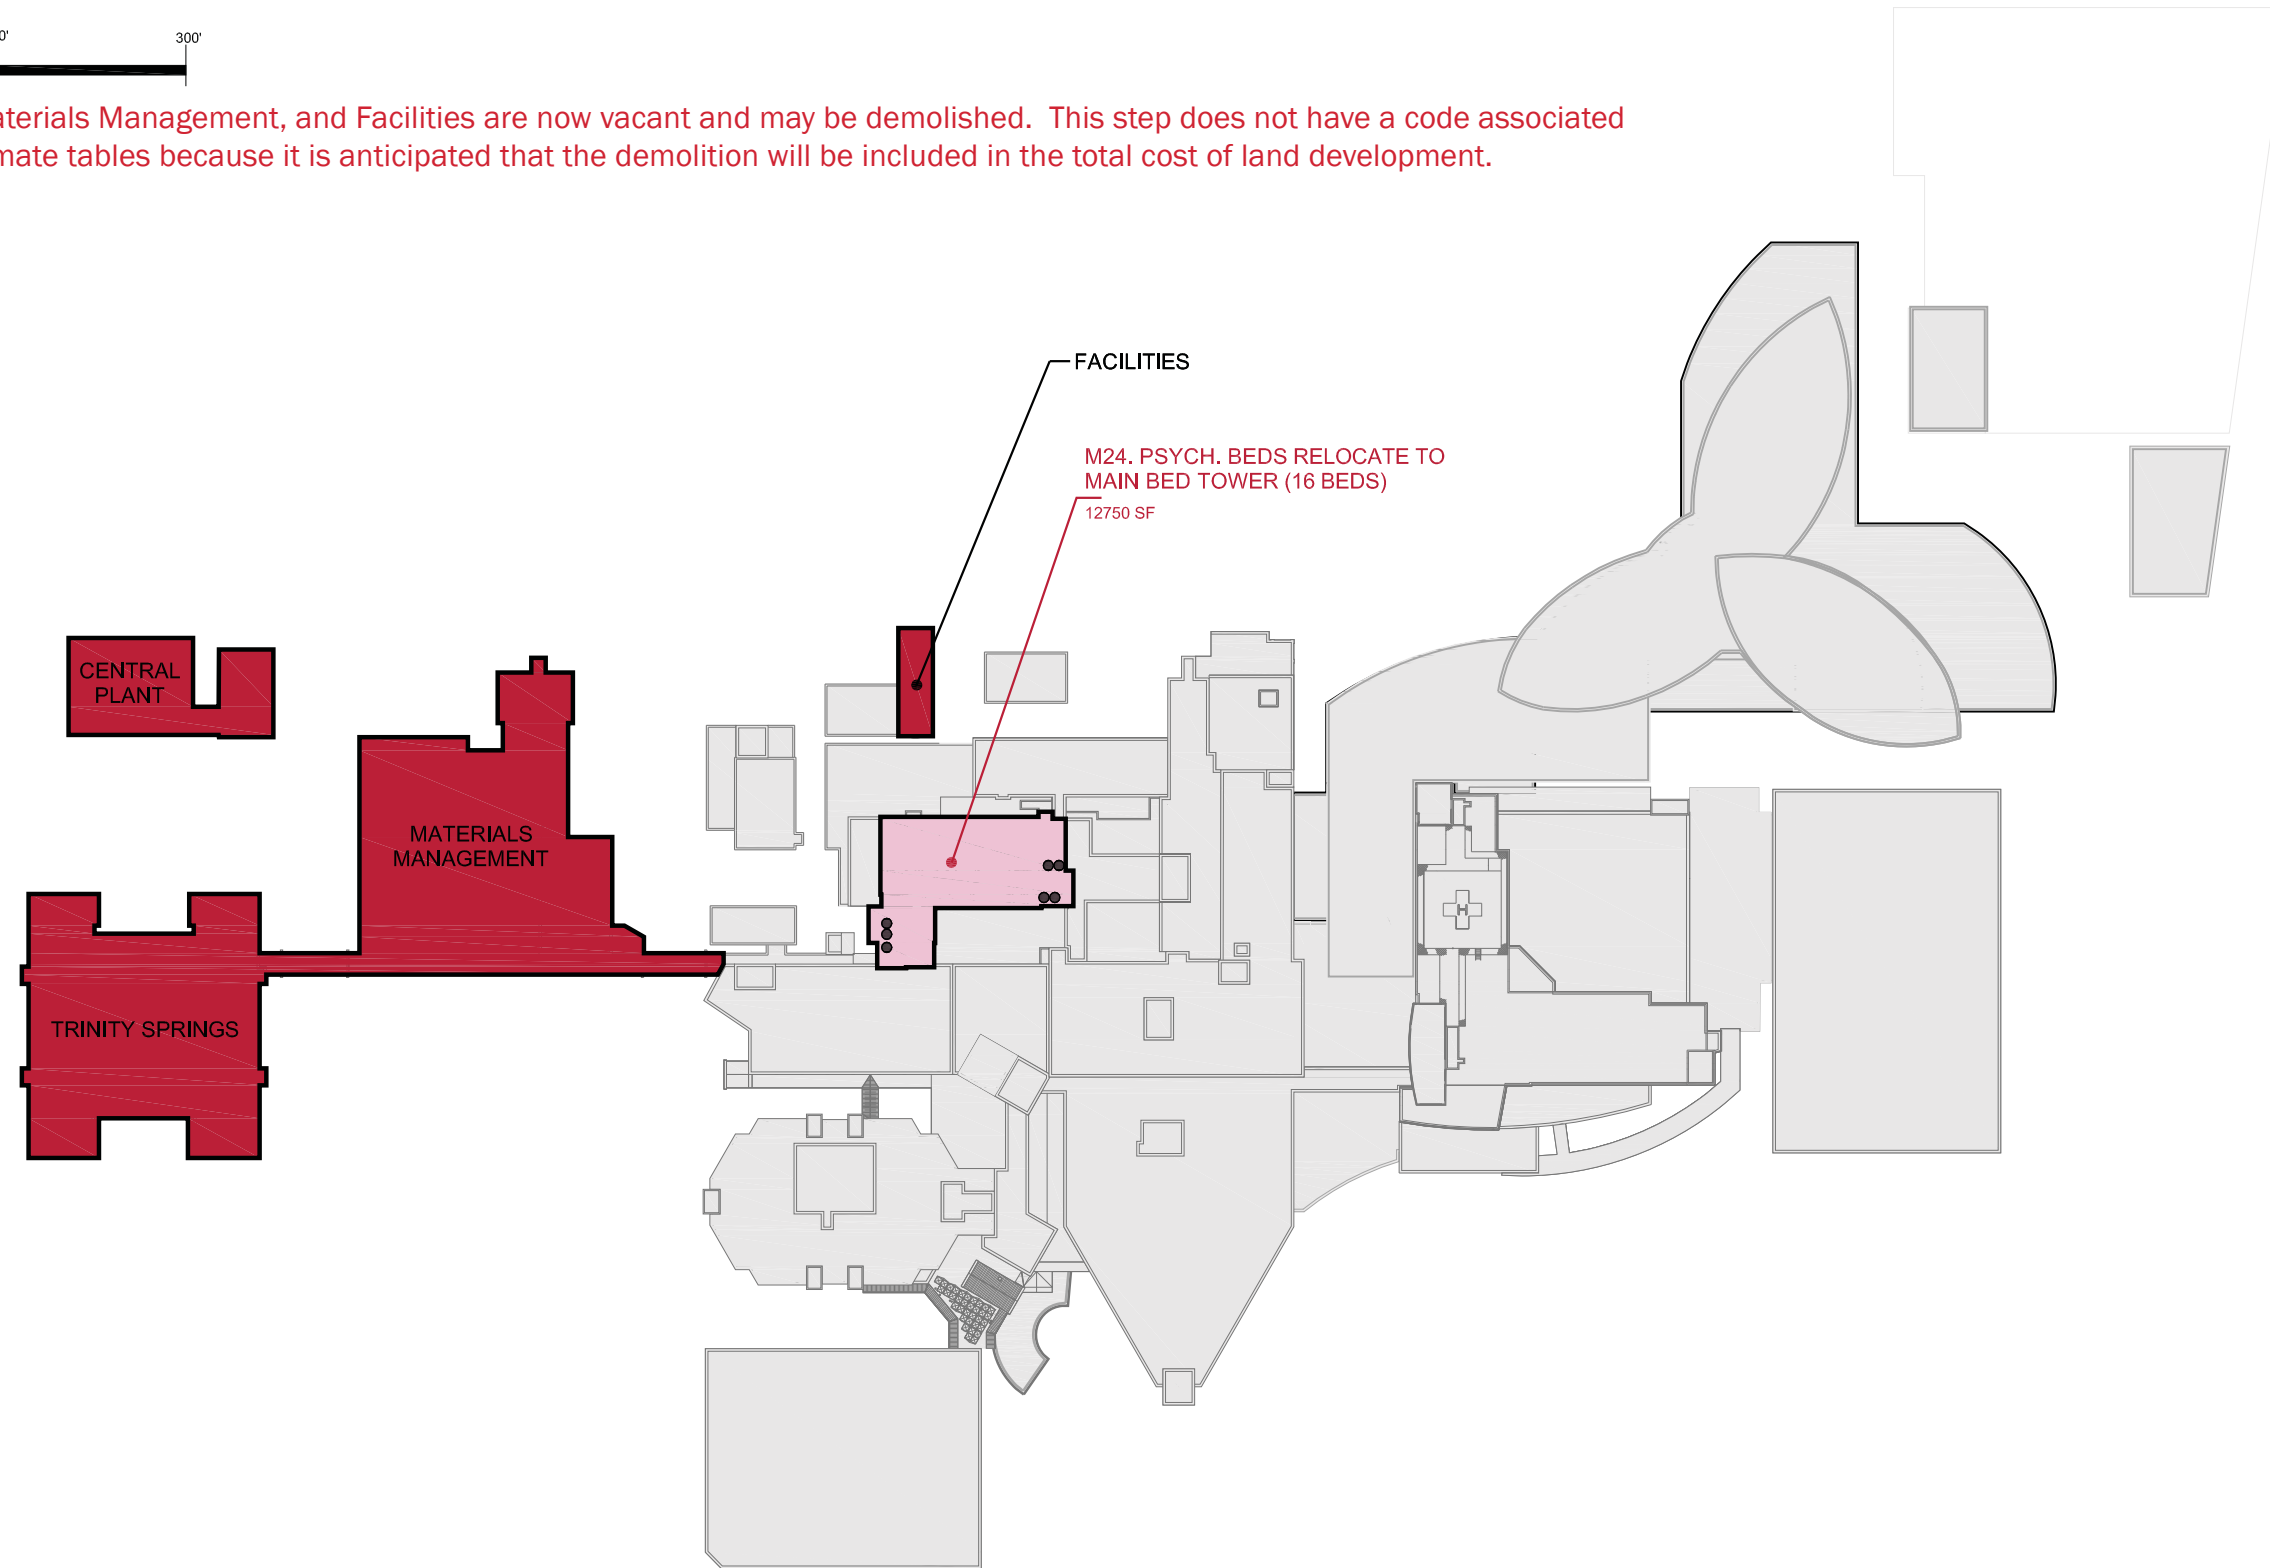 0'
300'
Materials Management, and Facilities are now vacant and may be demolished. This step does not have a code associated
tables because it is anticipated that the demolition will be included in the total cost of land development.
FACILITIES
M24. PSYCH. BEDS RELOCATE TO
MAIN BED TOWER (16 BEDS)
12750 SF
CENTRAL
PLANT
MATERIALS
MANAGEMENT
TRINITY SPRINGS
H